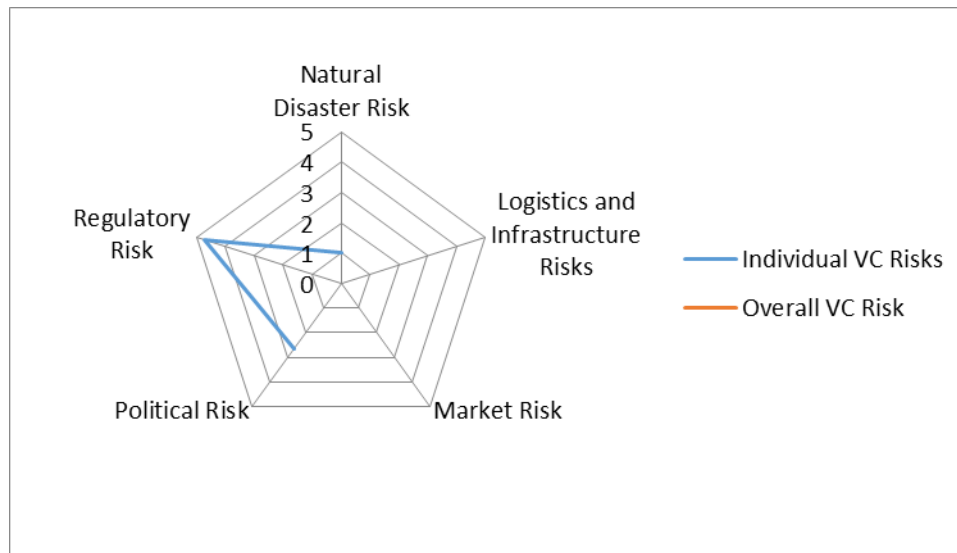 Natural
Disaster Risk
5
4
3
2
1
0
Logistics and
Infrastructure
Risks
Regulatory
Risk
Individual VC Risks
Overall VC Risk
Political Risk
Market Risk